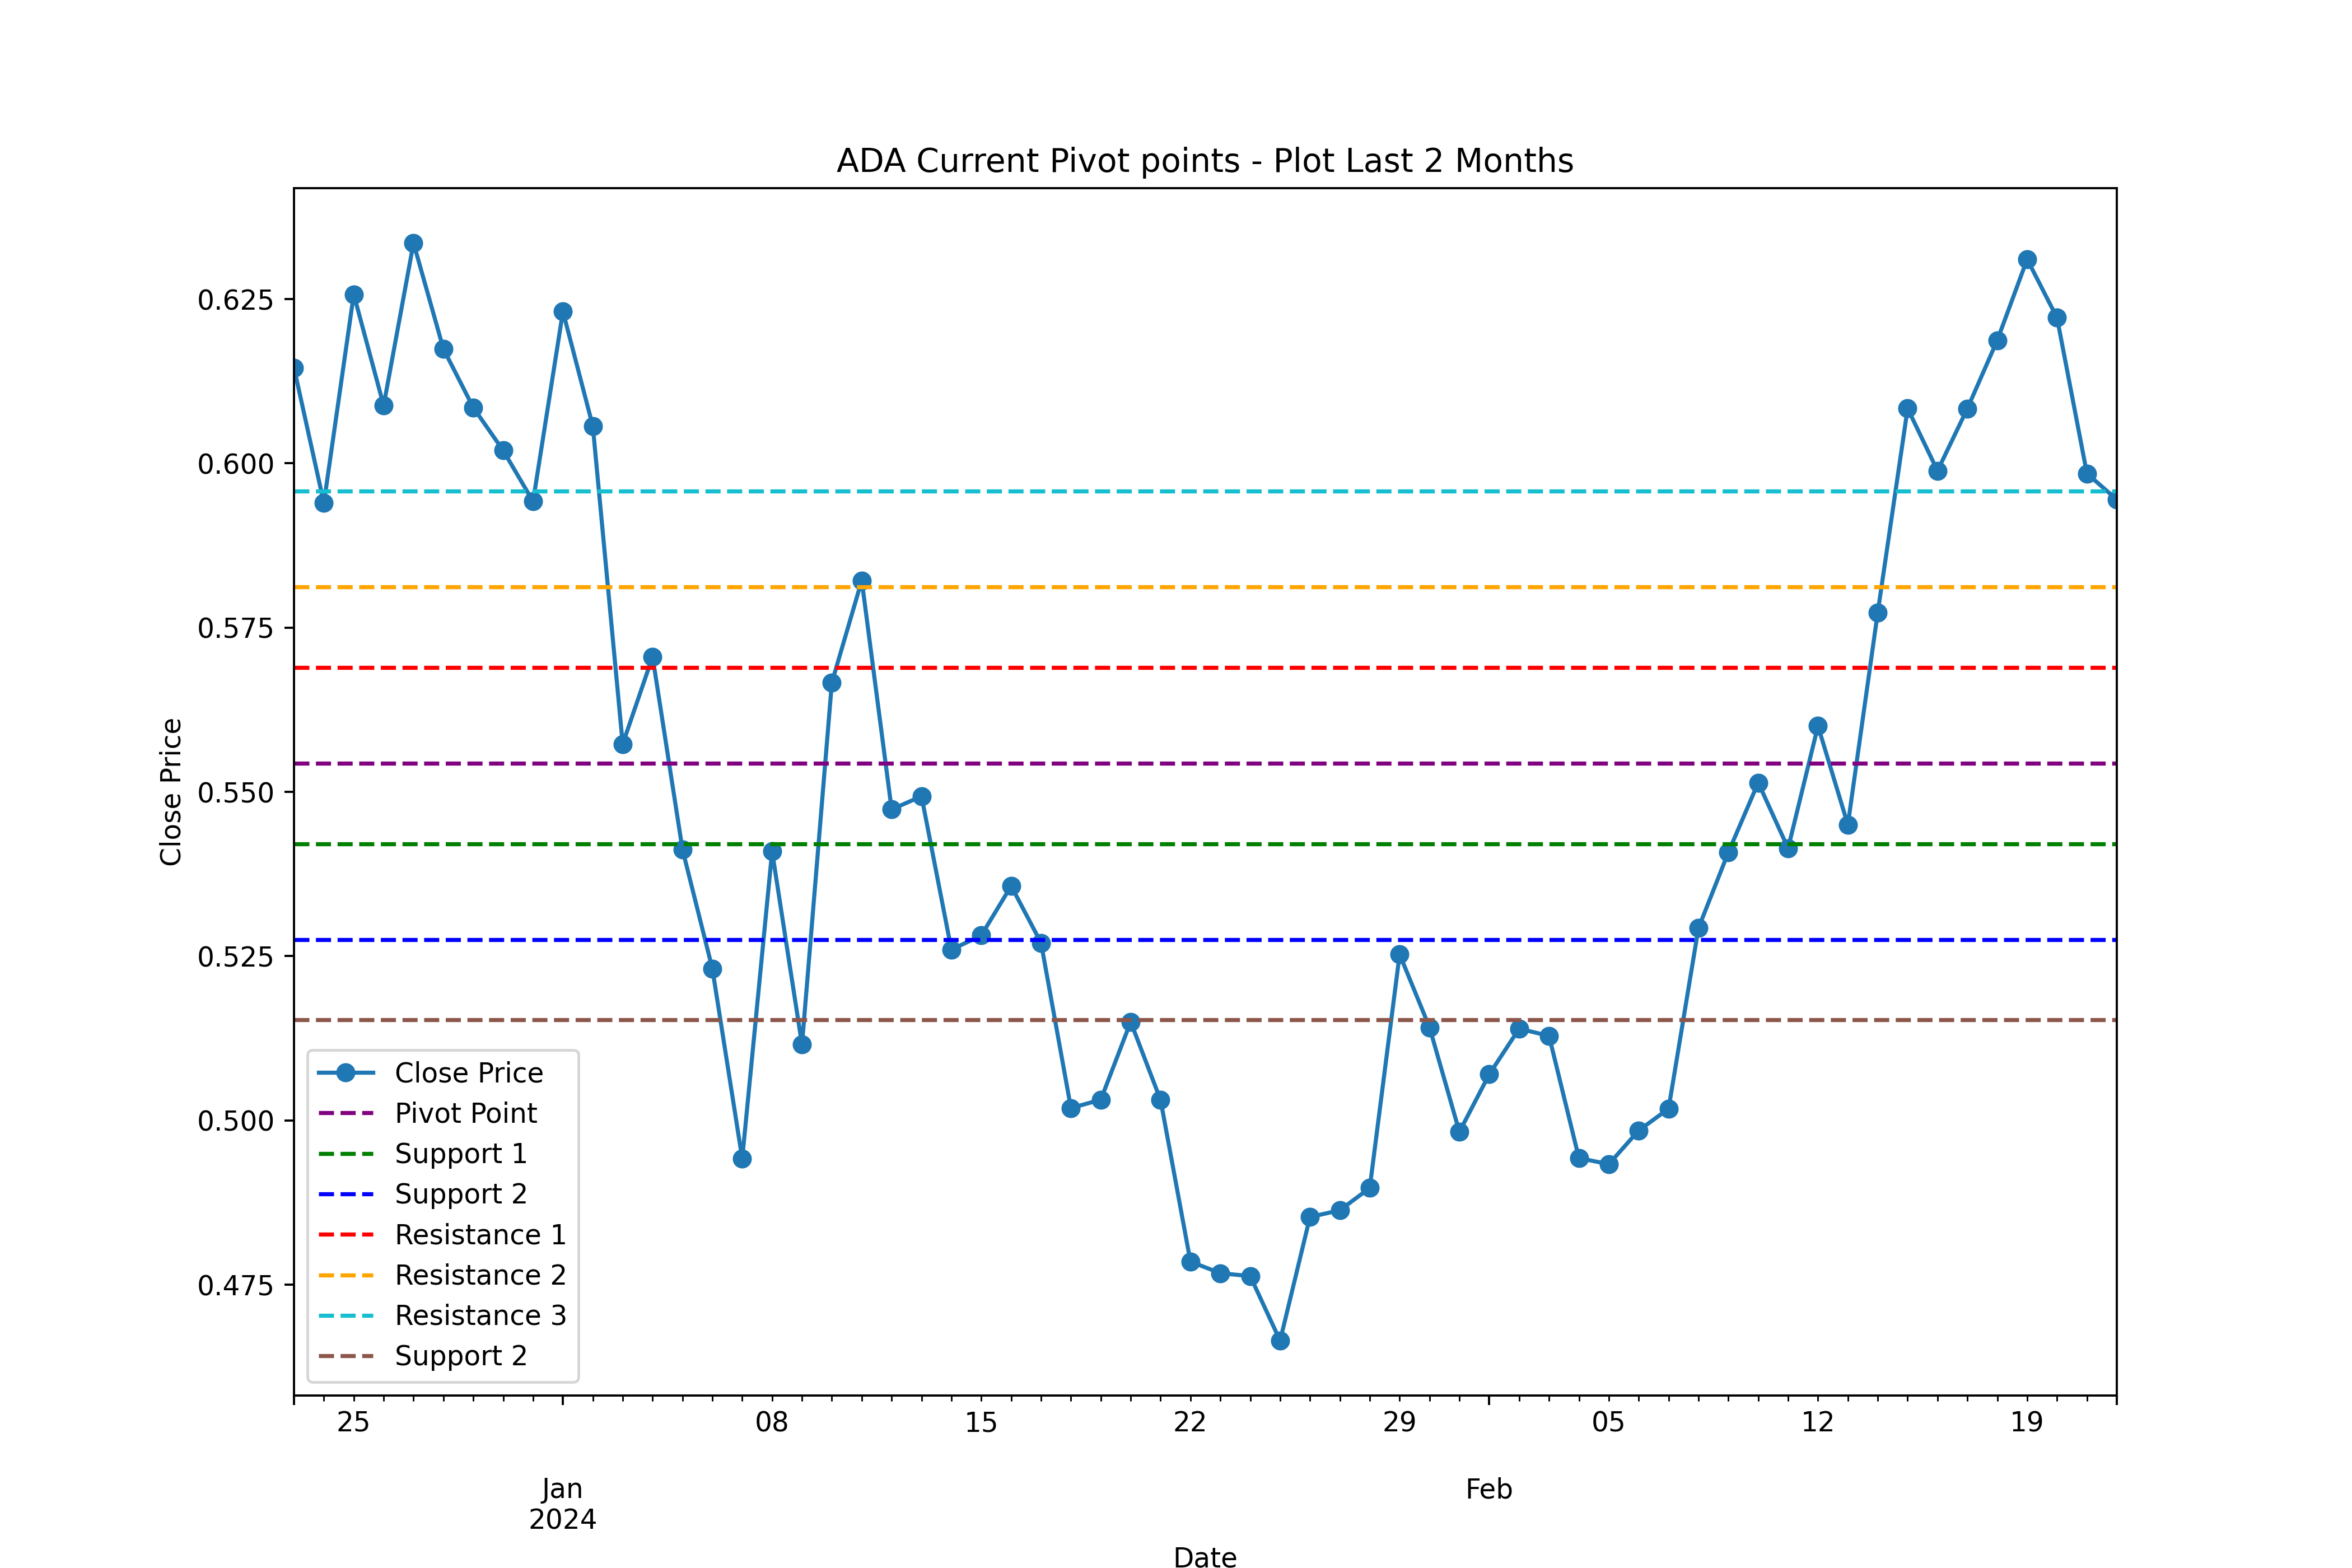 ADA Current Pivot points - Plot Last 2 Months
Close Price
0.625
0.600
0.575
0.550
0.525
0.500
0.475
Close Price
Pivot Point
Support 1
Support 2
Resistance 1
Resistance 2
Resistance 3
Support 2
25 08 15 22 29 05 12 19
Jan Feb
2024
Date